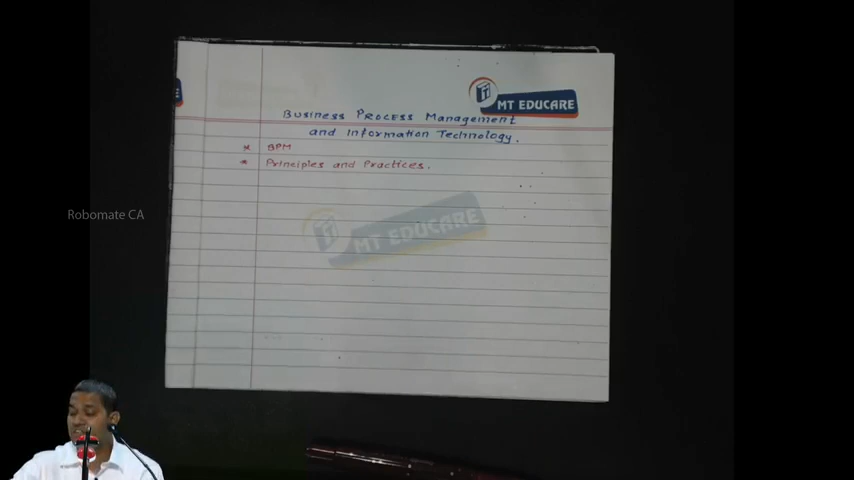 MT EDUCARE
Business Process Management
and Information Technology.
* BPM
* Principles and Practices.
Robomate CA
MT EDUCARE